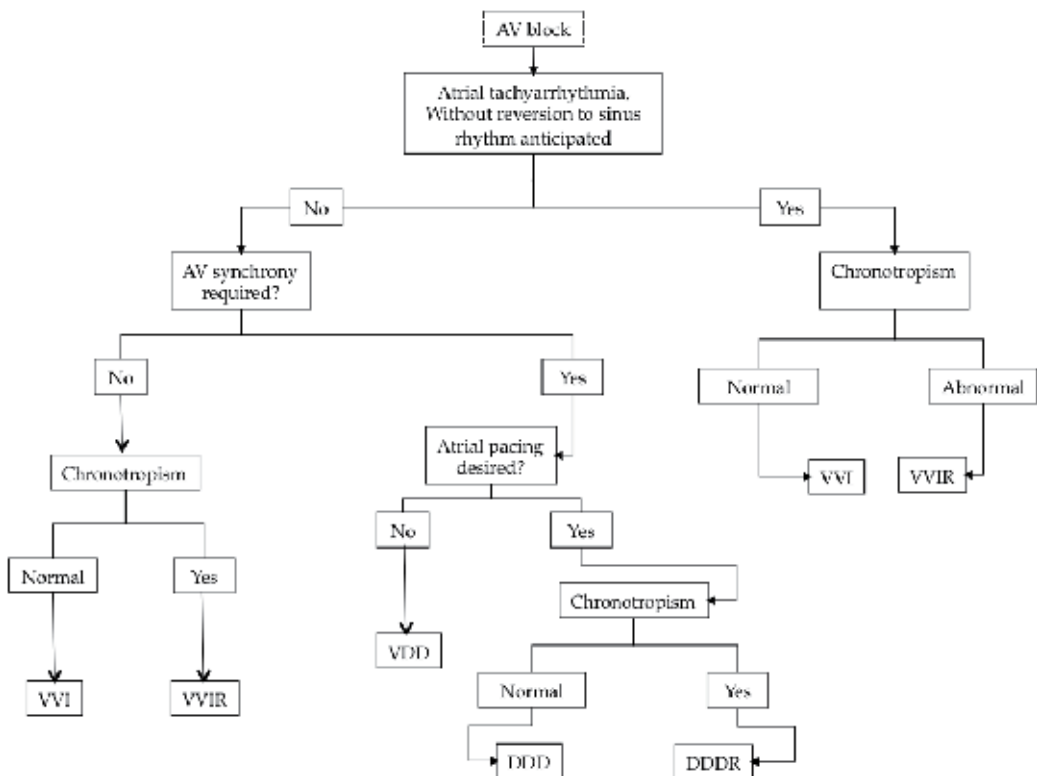 AV block
Atrial tachyarrhythmia.
Without reversion to sinus
rhythm anticipated
No
Yes
AV synchrony
required?
Chronotropism
No
Yes
Normal
Abnormal
Chronotropism
Atrial pacing
desired?
VVI
VVIR
No
Yes
Normal
Yes
Chronotropism
VDD
VVI
VVIR
Normal
Yes
DDD
DDDR